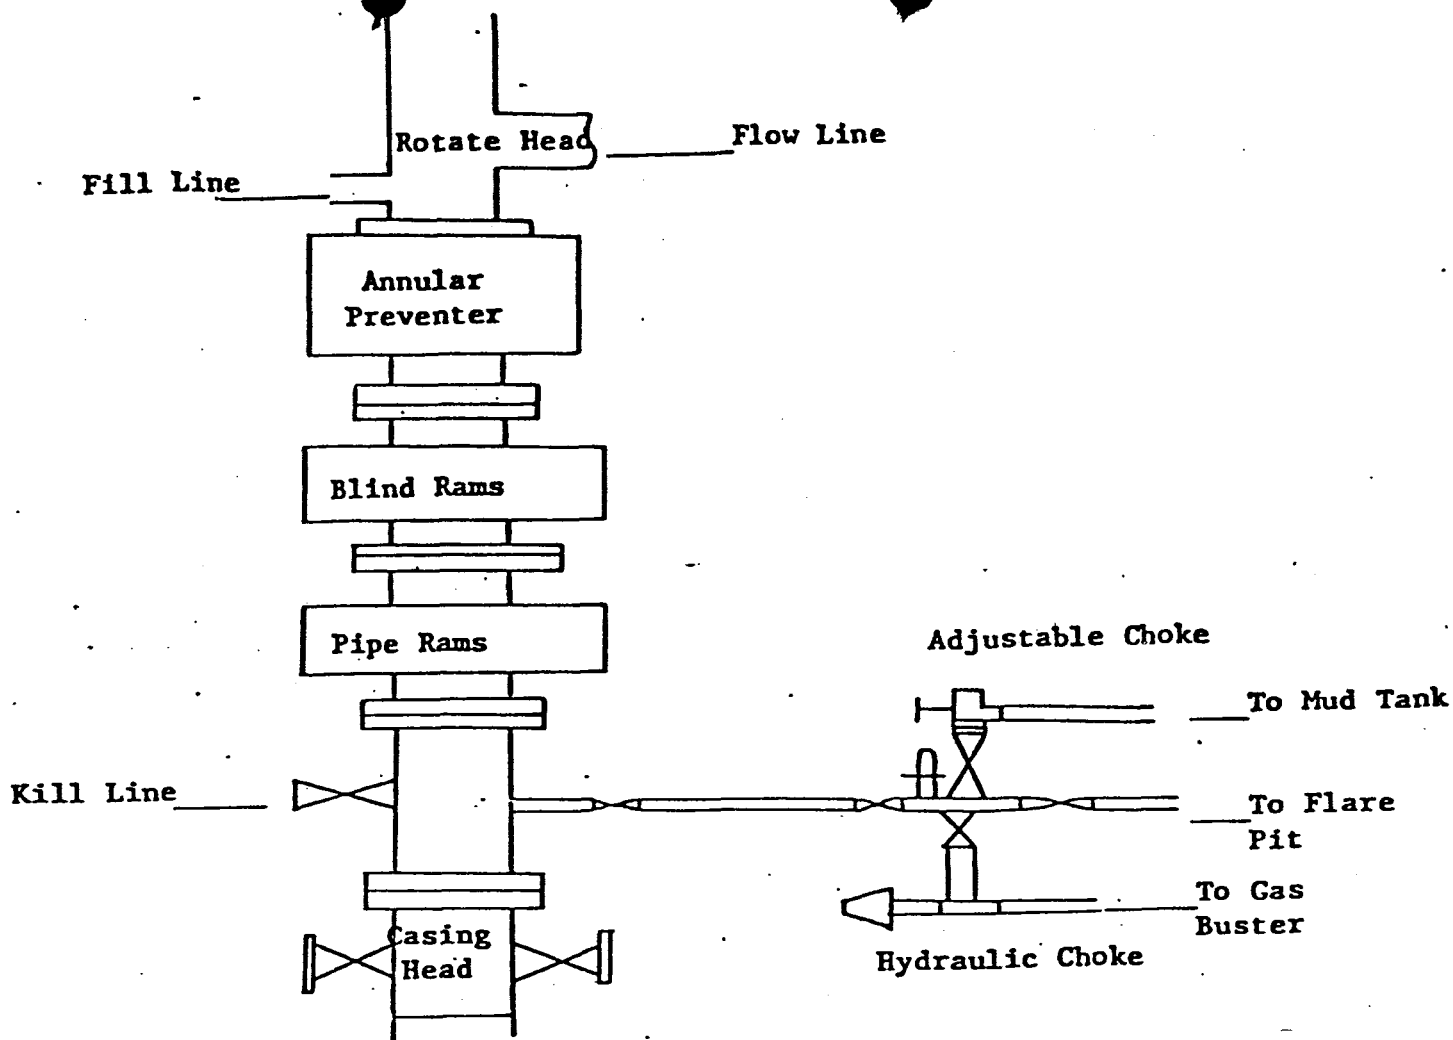 Rotate Head
Flow Line
Fill Line
Annular
Preventer
Blind Rams
Pipe Rams
Adjustable Choke
To Mud Tank
Kill Line
To Flare
Pit
To Gas
Buster
Casing
Head
Hydraulic Choke